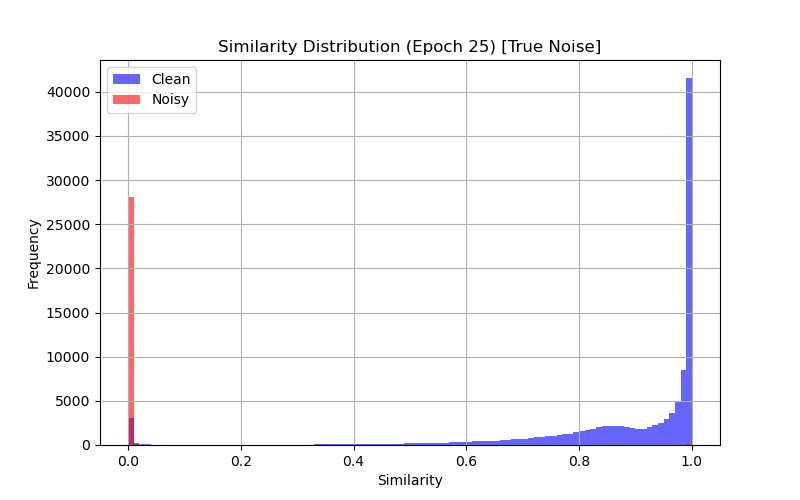 Similarity Distribution (Epoch 25) [True Noise]
Clean
Noisy
40000
35000
30000
25000
20000
15000
10000
5000
0
Frequency
0.0 0.2 0.4 0.6 0.8 1.0
Similarity